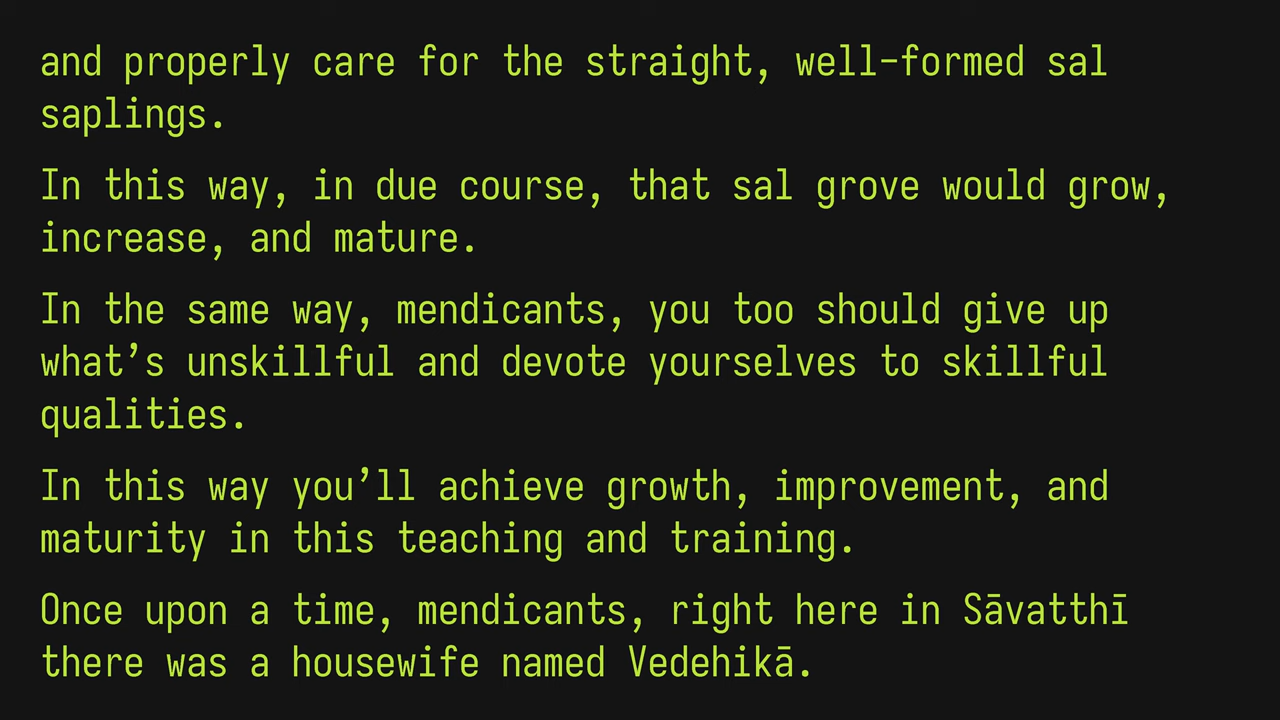 and properly care for the straight, well-formed sal
saplings.
In this way, in due course, that sal grove would grow,
increase, and mature.
In the same way, mendicants, you too should give up
what’s unskillful and devote yourselves to skillful
qualities.
In this way you’ll achieve growth, improvement, and
maturity in this teaching and training.
Once upon a time, mendicants, right here in Sāvatthī
there was a housewife named Vedehikā.